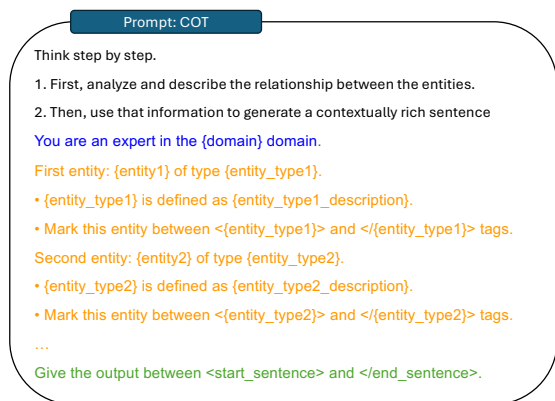 Prompt: COT
Think step by step.
1. First, analyze and describe the relationship between the entities.
2. Then, use that information to generate a contextually rich sentence
You are an expert in the {domain} domain.
First entity: {entity1} of type {entity_type1}.
• {entity_type1} is defined as {entity_type1_description}.
• Mark this entity between <{entity_type1}> and </{entity_type1}> tags.
Second entity: {entity2} of type {entity_type2}.
• {entity_type2} is defined as {entity_type2_description}.
• Mark this entity between <{entity_type2}> and </{entity_type2}> tags.
…
Give the output between <start_sentence> and </end_sentence>.